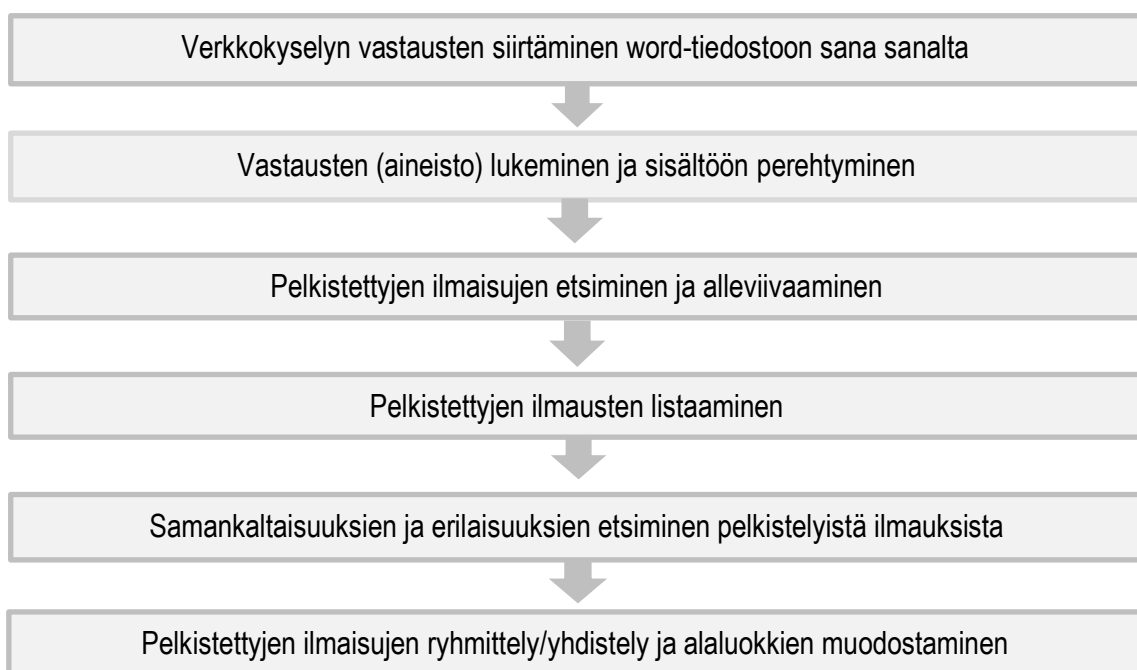 Verkkokyselyn vastausten siirtäminen word-tiedostoon sana sanalta
Vastausten (aineisto) lukeminen ja sisältöön perehtyminen
Pelkistettyjen ilmaisujen etsiminen ja alleviivaaminen
Pelkistettyjen ilmausten listaaminen
Samankaltaisuuksien ja erilaisuuksien etsiminen pelkistelyistä ilmauksista
Pelkistettyjen ilmaisujen ryhmittely/yhdistely ja alaluokkien muodostaminen